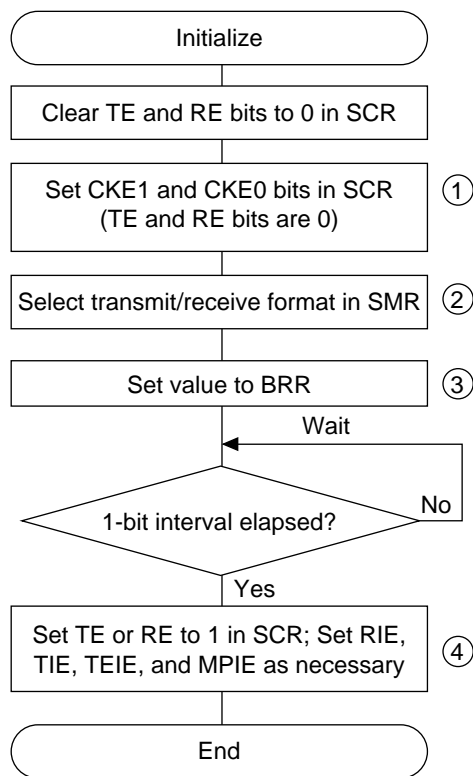 Initialize
Clear TE and RE bits to 0 in SCR
Set CKE1 and CKE0 bits in SCR
(TE and RE bits are 0)
1
Select transmit/receive format in SMR
2
Set value to BRR
3
Wait
1-bit interval elapsed?
No
Yes
Set TE or RE to 1 in SCR; Set RIE,
TIE, TEIE, and MPIE as necessary
4
End